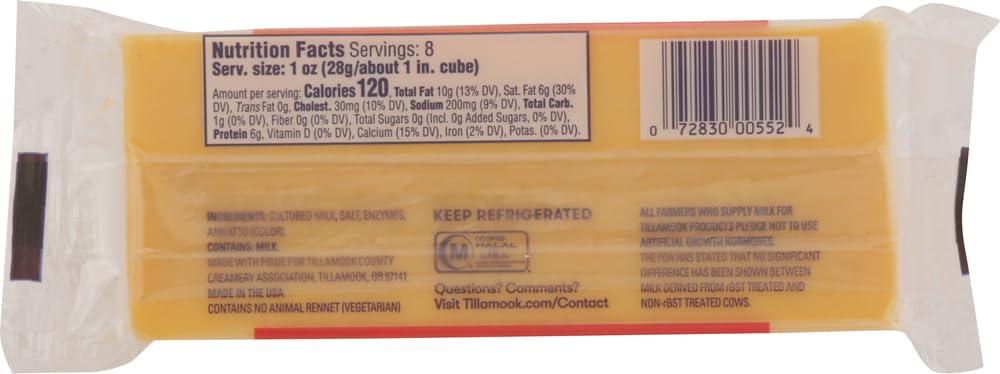 Nutrition Facts Servings: 8
Serv. size: 1 oz (28g/about 1 in. cube)
Amount per serving: Calories 120, Total Fat 10g (13% DV), Sat. Fat 6g (30%
DV), Trans Fat 0g, Cholest. 30mg (10% DV), Sodium 200mg (9% DV), Total Carb.
1g (0% DV), Fiber 0g (0% DV), Total Sugars 0g (Incl. 0g Added Sugars, 0% DV),
Protein 6g, Vitamin D (0% DV), Calcium (15% DV), Iron (2% DV), Potas. (0% DV).
0 72830 00552 4
INGREDIENTS: CULTURED MILK, SALT, ENZYMES,
ANNATTO (COLOR).
CONTAINS: MILK.
MADE WITH PRIDE FOR TILLAMOOK COUNTY
CREAMERY ASSOCIATION, TILLAMOOK, OR 97141
MADE IN THE USA
CONTAINS NO ANIMAL RENNET (VEGETARIAN)
KEEP REFRIGERATED
M
HALAL
Questions? Comments?
Visit Tillamook.com/Contact
ALL FARMERS WHO SUPPLY MILK FOR
TILLAMOOK PRODUCTS PLEDGE NOT TO USE
ARTIFICIAL GROWTH HORMONES.
THE FDA HAS STATED THAT NO SIGNIFICANT
DIFFERENCE HAS BEEN SHOWN BETWEEN
MILK DERIVED FROM rBST TREATED AND
NON-rBST TREATED COWS.